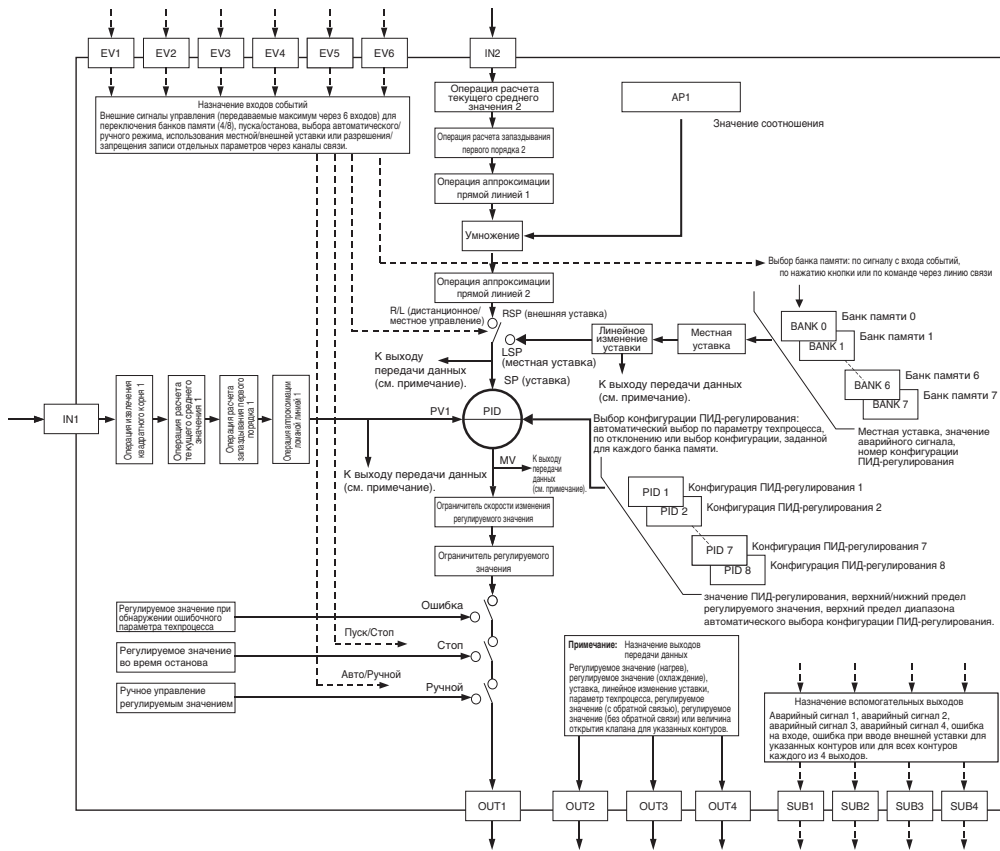 EV1
EV2
EV3
EV4
EV5
EV6
IN2
Назначение входов событий
Внешние сигналы управления (передаваемые максимум через 6 входов) для
переключения банков памяти (4/8), пуска/останова, выбора автоматического/
ручного режима, использования местной/внешней уставки или разрешения/
запрещения записи отдельных параметров через каналы связи.
Операция расчета
текущего среднего
значения 2
AP1
Значение соотношения
Операция расчета запаздывания
первого порядка 2
Операция аппроксимации
прямой линией 1
Умножение
Операция аппроксимации
прямой линией 2
Выбор банка памяти: по сигналу с входа событий,
по нажатию кнопки или по команде через линию связи
R/L (дистанционное/
местное управление)
RSP (внешняя уставка)
LSP
(местная уставка)
SP (уставка)
Линейное
изменение
уставки
Местная
уставка
BANK 0
Банк памяти 0
BANK 1
Банк памяти 1
BANK 6
Банк памяти 6
BANK 7
Банк памяти 7
К выходу
передачи данных
(см. примечание).
К выходу передачи данных
(см. примечание).
Местная уставка, значение
аварийного сигнала,
номер конфигурации
ПИД-регулирования
IN1
Операция извлечения
квадратного корня 1
Операция расчета
текущего среднего
значения 1
Операция расчета
запаздывания первого
порядка 1
Операция аппроксимации
ломаной линией 1
PV1
PID
MV
К выходу передачи данных
(см. примечание).
К выходу
передачи
данных
(см. примечание).
Выбор конфигурации ПИД-регулирования:
автоматический выбор по параметру техпроцесса,
по отклонению или выбор конфигурации, заданной
для каждого банка памяти.
PID 1
Конфигурация ПИД-регулирования 1
PID 2
Конфигурация ПИД-регулирования 2
PID 7
Конфигурация ПИД-регулирования 7
PID 8
Конфигурация ПИД-регулирования 8
значение ПИД-регулирования, верхний/нижний предел
регулируемого значения, верхний предел диапазона
автоматического выбора конфигурации ПИД-регулирования.
Ограничитель скорости изменения
регулируемого значения
Ограничитель регулируемого
значения
Регулируемое значение при
обнаружении ошибочного
параметра техпроцесса
Ошибка
Пуск/Стоп
Регулируемое значение
во время останова
Стоп
Авто/Ручной
Ручное управление
регулируемым значением
Ручной
Примечание: Назначение выходов
передачи данных
Регулируемое значение (нагрев),
регулируемое значение (охлаждение),
уставка, линейное изменение уставки,
параметр техпроцесса, регулируемое
значение (с обратной связью), регулируемое
значение (без обратной связи) или величина
открытия клапана для указанных контуров.
Назначение вспомогательных выходов
Аварийный сигнал 1, аварийный сигнал 2,
аварийный сигнал 3, аварийный сигнал 4, ошибка
на входе, ошибка при вводе внешней уставки для
указанных контуров или для всех контуров
каждого из 4 выходов.
OUT1
OUT2
OUT3
OUT4
SUB1
SUB2
SUB3
SUB4